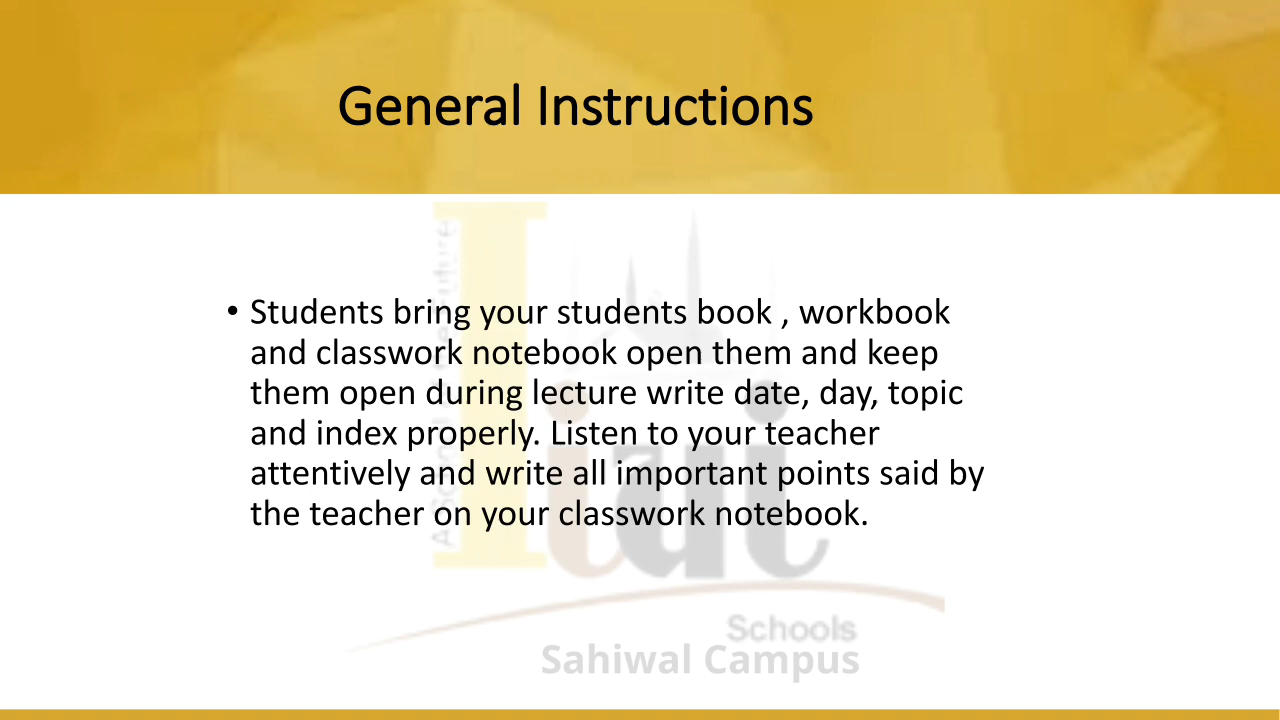 General Instructions
• Students bring your students book , workbook
and classwork notebook open them and keep
them open during lecture write date, day, topic
and index properly. Listen to your teacher
attentively and write all important points said by
the teacher on your classwork notebook.
Schools
Sahiwal Campus